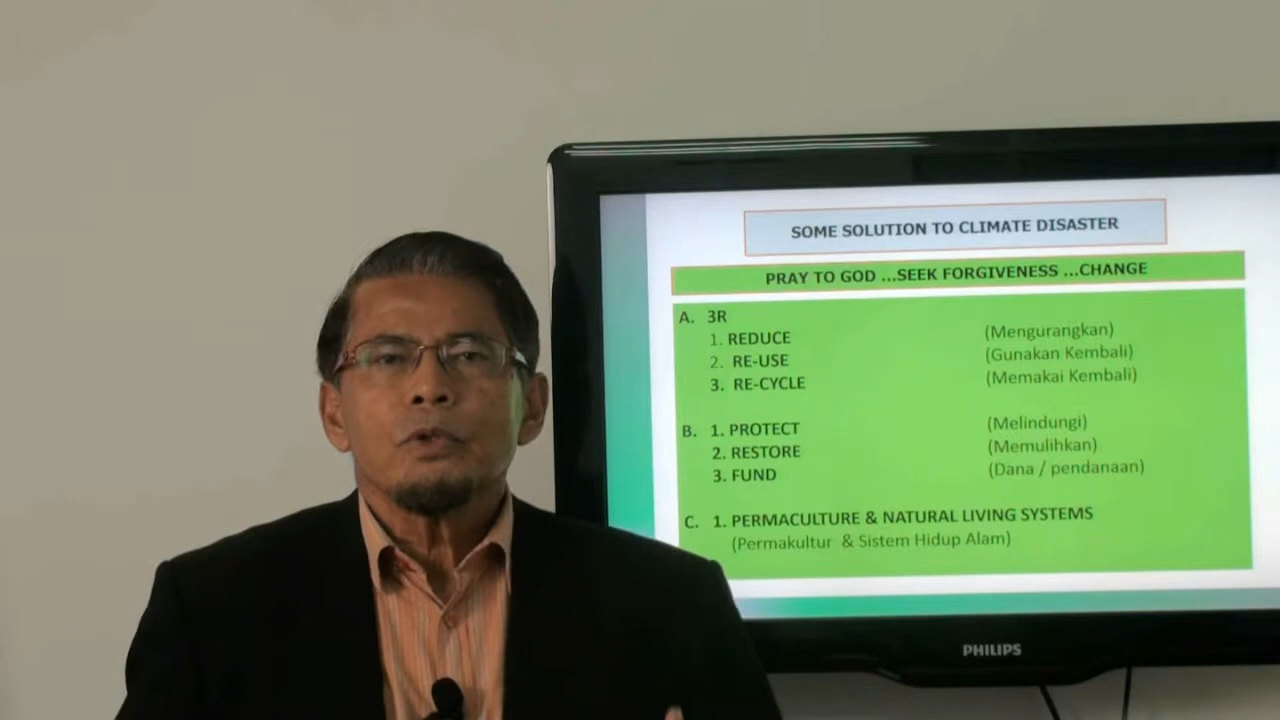 SOME SOLUTION TO CLIMATE DISASTER
PRAY TO GOD ...SEEK FORGIVENESS ...CHANGE
A. 3R
1. REDUCE (Mengurangkan)
2. RE-USE (Gunakan Kembali)
3. RE-CYCLE (Memakai Kembali)
B. 1. PROTECT (Melindungi)
2. RESTORE (Memulihkan)
3. FUND (Dana / pendanaan)
C. 1. PERMACULTURE & NATURAL LIVING SYSTEMS
(Permakultur & Sistem Hidup Alam)
PHILIPS